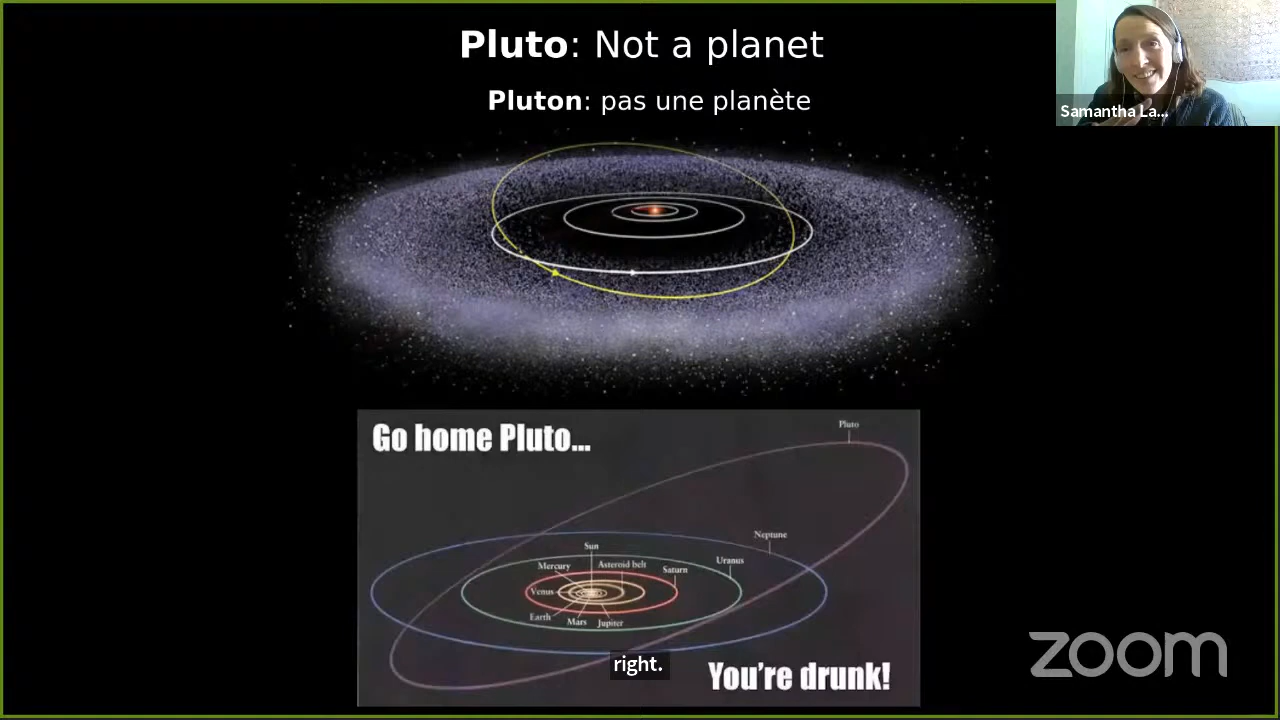 Pluto: Not a planet
Pluton: pas une planète
Samantha La...
Go home Pluto...
Pluto
Neptune
Sun
Mercury
Asteroid belt
Uranus
Saturn
Venus
Earth
Mars
Jupiter
right.
You're drunk!
zoom